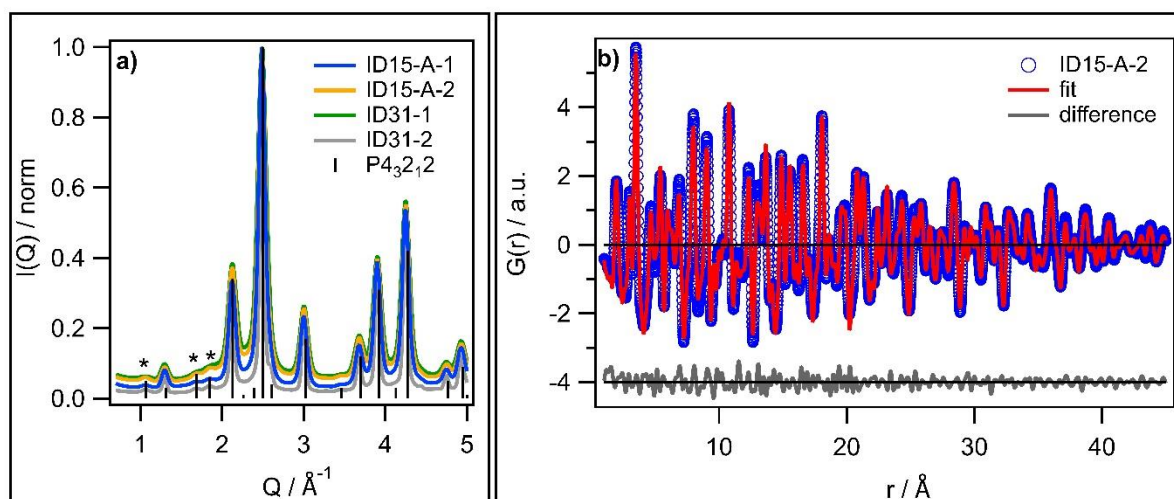 a)
ID15-A-1
ID15-A-2
ID31-1
ID31-2
P4₃2₁2
* * *
1.0
0.8
0.6
0.4
0.2
0.0
I(Q) / norm
1 2 3 4 5
Q / Å⁻¹
b)
ID15-A-2
fit
difference
4
2
0
-2
-4
G(r) / a.u.
10 20 30 40
r / Å